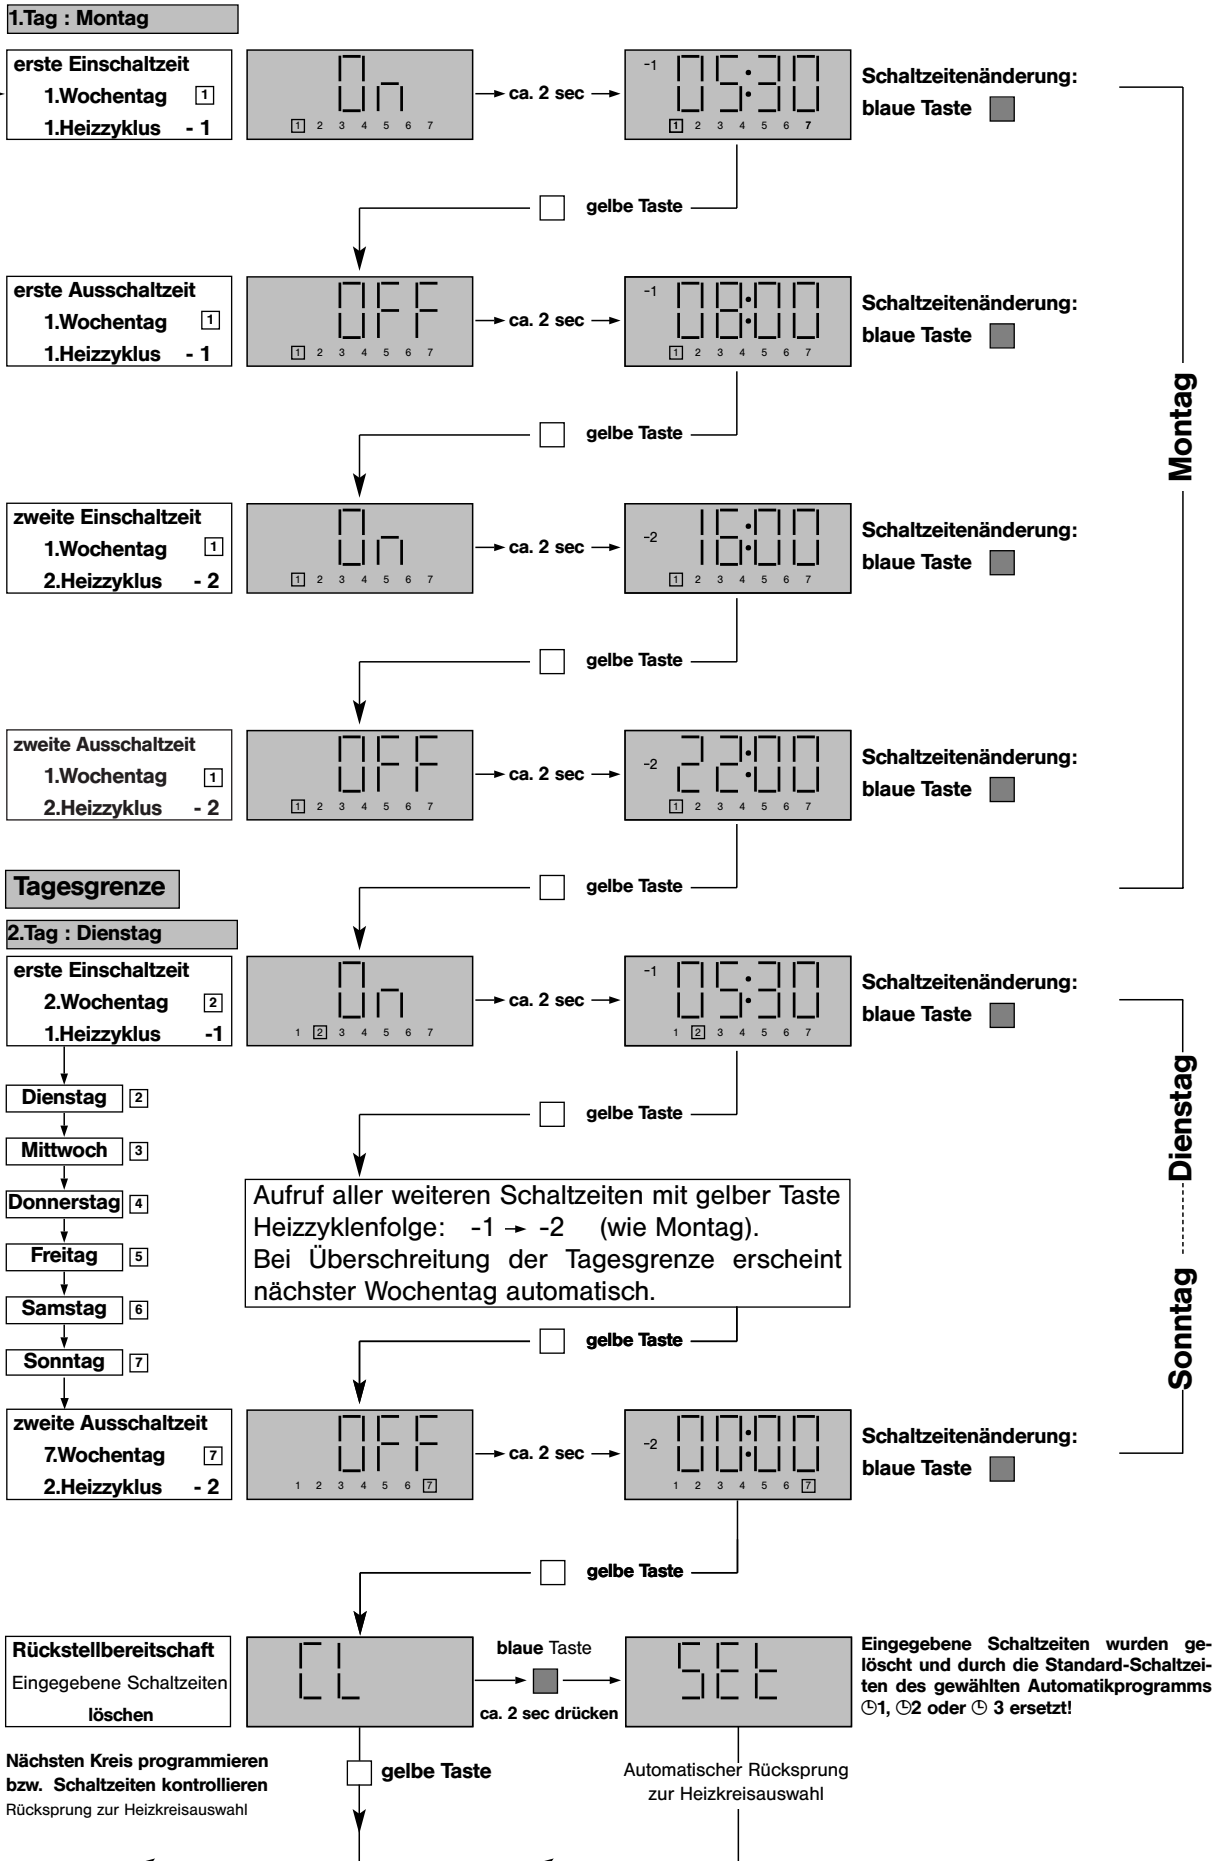 1.Tag : Montag
erste Einschaltzeit
1.Wochentag 1
1.Heizzyklus - 1
On
1 2 3 4 5 6 7
ca. 2 sec
-1 05:30
1 2 3 4 5 6 7
Schaltzeitenänderung:
blaue Taste
gelbe Taste
erste Ausschaltzeit
1.Wochentag 1
1.Heizzyklus - 1
OFF
1 2 3 4 5 6 7
ca. 2 sec
-1 08:00
1 2 3 4 5 6 7
Schaltzeitenänderung:
blaue Taste
Montag
gelbe Taste
zweite Einschaltzeit
1.Wochentag 1
2.Heizzyklus - 2
On
1 2 3 4 5 6 7
ca. 2 sec
-2 16:00
1 2 3 4 5 6 7
Schaltzeitenänderung:
blaue Taste
gelbe Taste
zweite Ausschaltzeit
1.Wochentag 1
2.Heizzyklus - 2
OFF
1 2 3 4 5 6 7
ca. 2 sec
-2 22:00
1 2 3 4 5 6 7
Schaltzeitenänderung:
blaue Taste
Tagesgrenze
gelbe Taste
2.Tag : Dienstag
erste Einschaltzeit
2.Wochentag 2
1.Heizzyklus -1
On
1 2 3 4 5 6 7
ca. 2 sec
-1 05:30
1 2 3 4 5 6 7
Schaltzeitenänderung:
blaue Taste
Dienstag 2
Mittwoch 3
Donnerstag 4
Freitag 5
Samstag 6
Sonntag 7
gelbe Taste
Aufruf aller weiteren Schaltzeiten mit gelber Taste
Heizzyklenfolge: -1 → -2 (wie Montag).
Bei Überschreitung der Tagesgrenze erscheint
nächster Wochentag automatisch.
Dienstag
Sonntag
gelbe Taste
zweite Ausschaltzeit
7.Wochentag 7
2.Heizzyklus - 2
OFF
1 2 3 4 5 6 7
ca. 2 sec
-2 00:00
1 2 3 4 5 6 7
Schaltzeitenänderung:
blaue Taste
gelbe Taste
Rückstellbereitschaft
Eingegebene Schaltzeiten
löschen
CL
blaue Taste
ca. 2 sec drücken
SEt
Eingegebene Schaltzeiten wurden ge-
löscht und durch die Standard-Schaltzei-
ten des gewählten Automatikprogramms
◷1, ◷2 oder ◷ 3 ersetzt!
Nächsten Kreis programmieren
bzw. Schaltzeiten kontrollieren
Rücksprung zur Heizkreisauswahl
gelbe Taste
Automatischer Rücksprung
zur Heizkreisauswahl